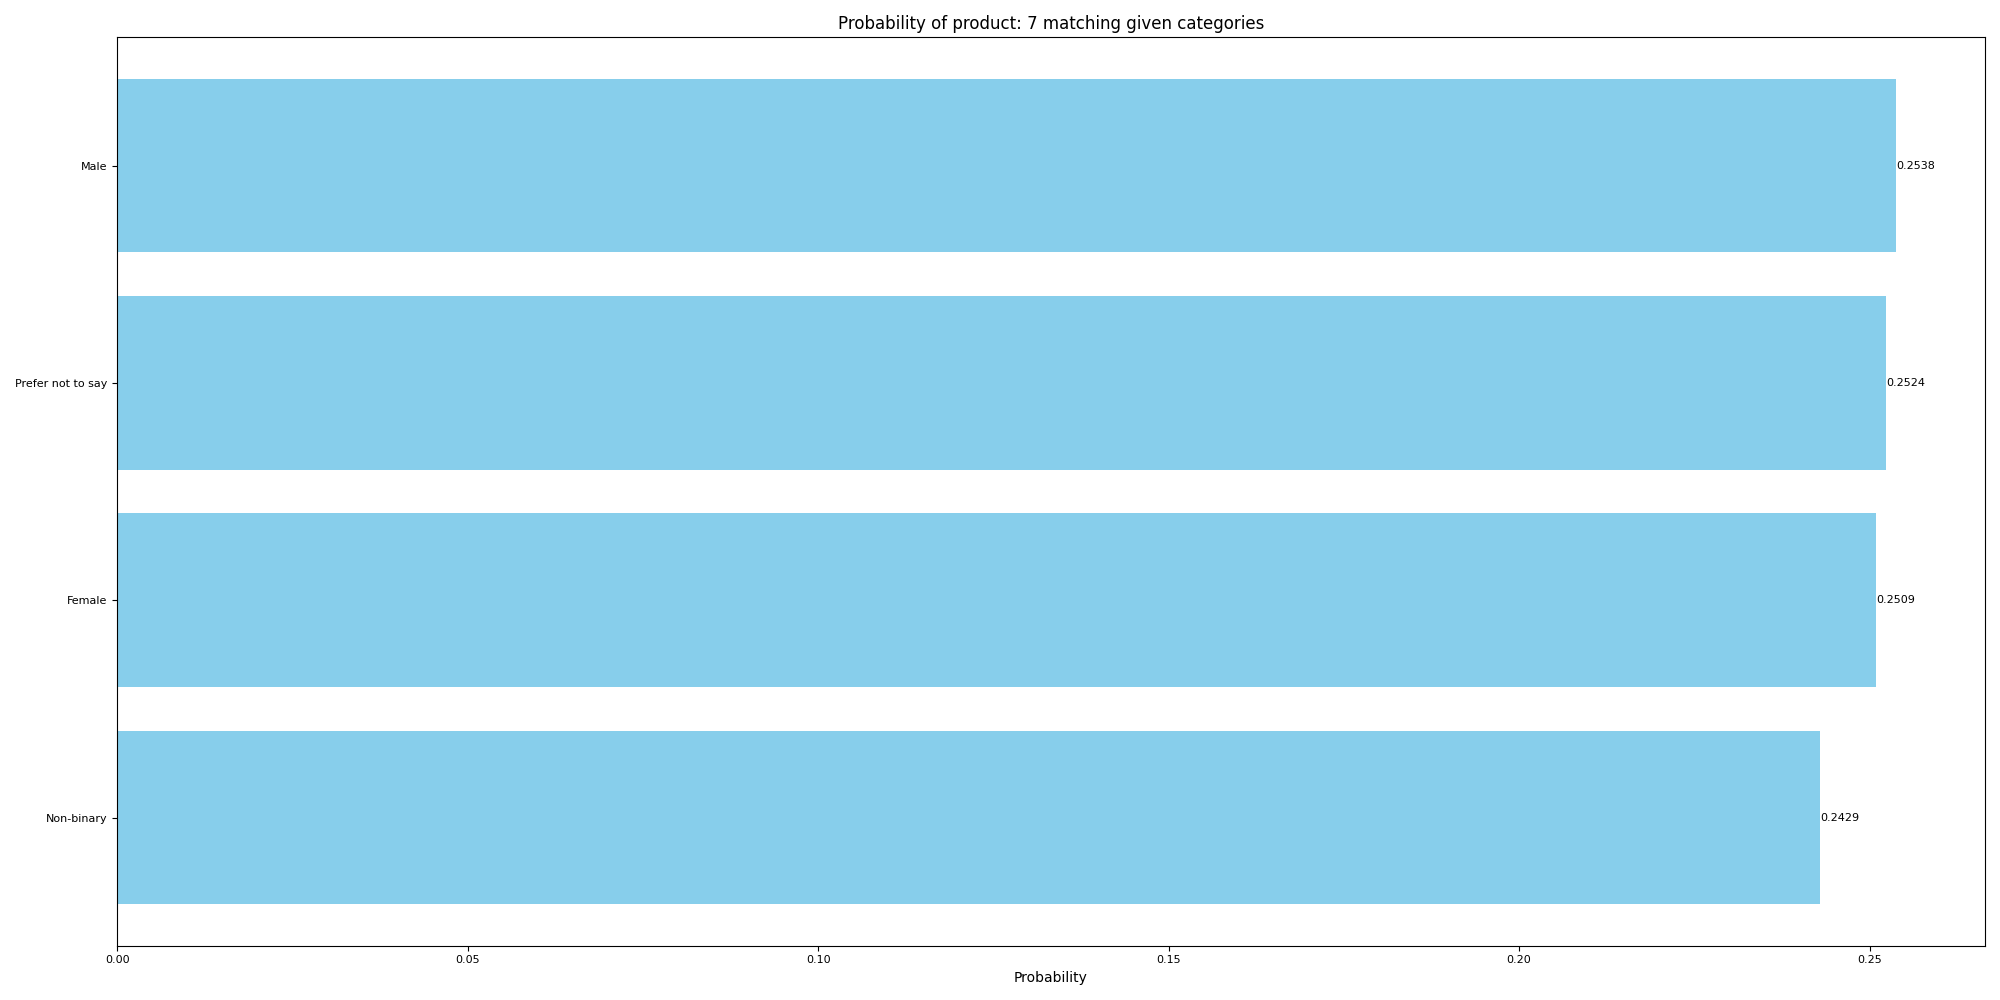 Probability of product: 7 matching given categories
Male
0.2538
Prefer not to say
0.2524
Female
0.2509
Non-binary
0.2429
0.00 0.05 0.10 0.15 0.20 0.25
Probability